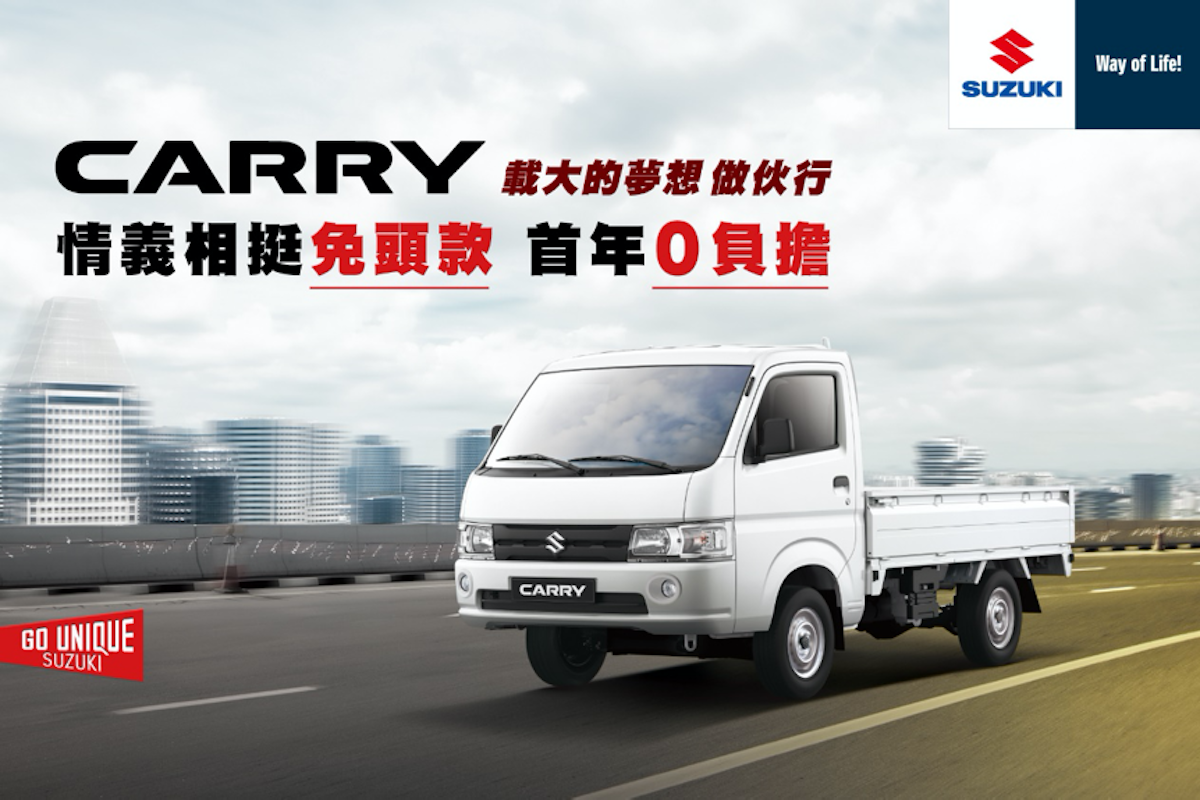 SUZUKI
Way of Life!
CARRY 載大的夢想 做伙行
情義相挺免頭款 首年0負擔
CARRY
GO UNIQUE
SUZUKI